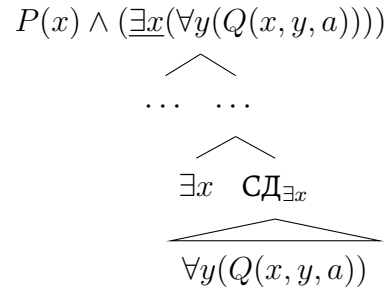 P(x) ∧ (∃x(∀y(Q(x, y, a))))
... ...
∃x СД∃x
∀y(Q(x, y, a))